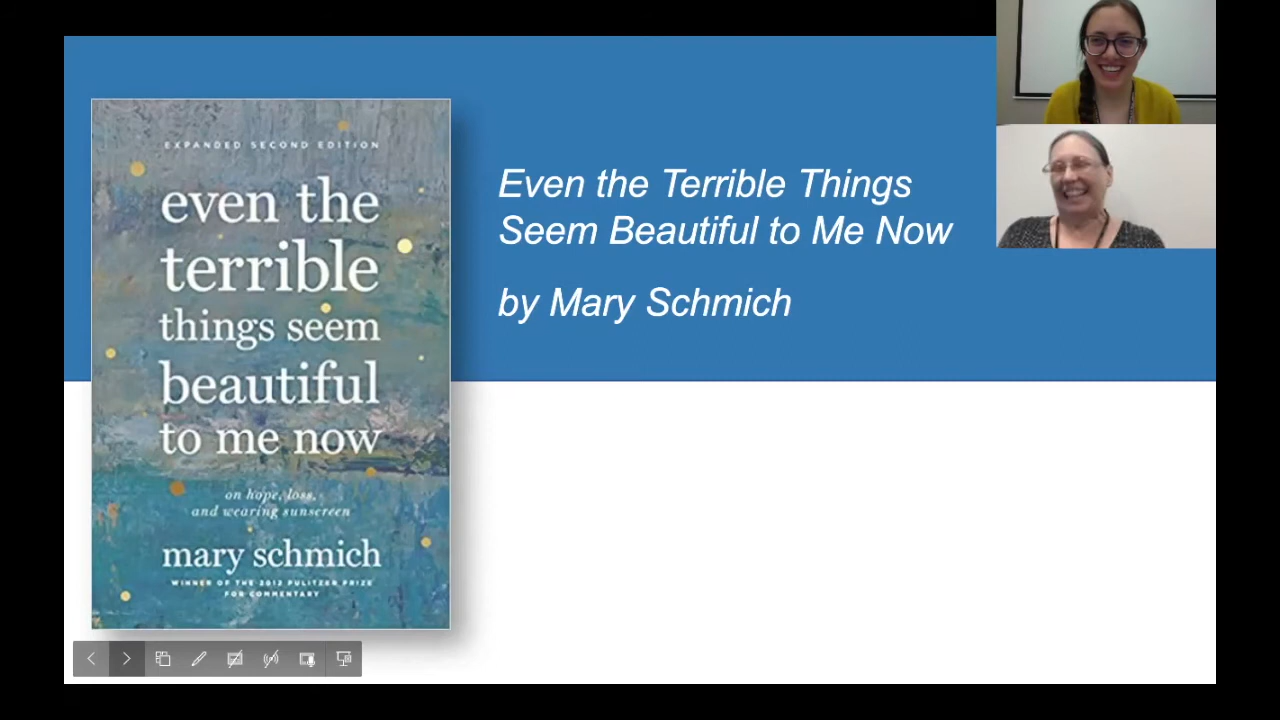 EXPANDED SECOND EDITION
even the
terrible
things seem
beautiful
to me now
on hope, loss,
and wearing sunscreen
mary schmich
WINNER OF THE 2012 PULITZER PRIZE
FOR COMMENTARY
Even the Terrible Things
Seem Beautiful to Me Now
by Mary Schmich